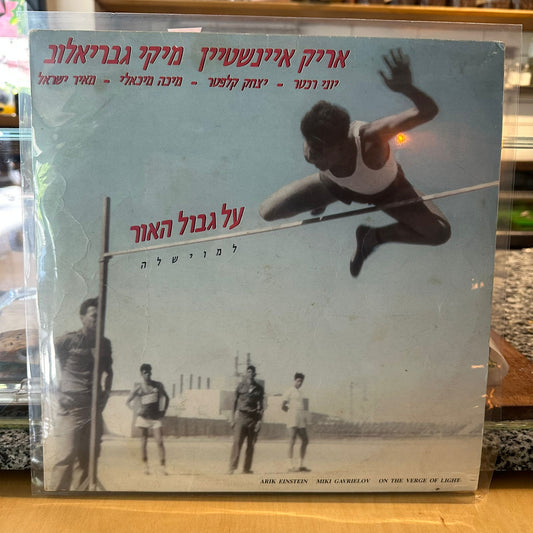 אריק איינשטיין מיקי גבריאלוב
יוני רכטר - יצחק קלפטר - מיכה מיכאלי - מאיר ישראל
על גבול האור
למוישלה
ARIK EINSTEIN MIKI GAVRIELOV ON THE VERGE OF LIGHT